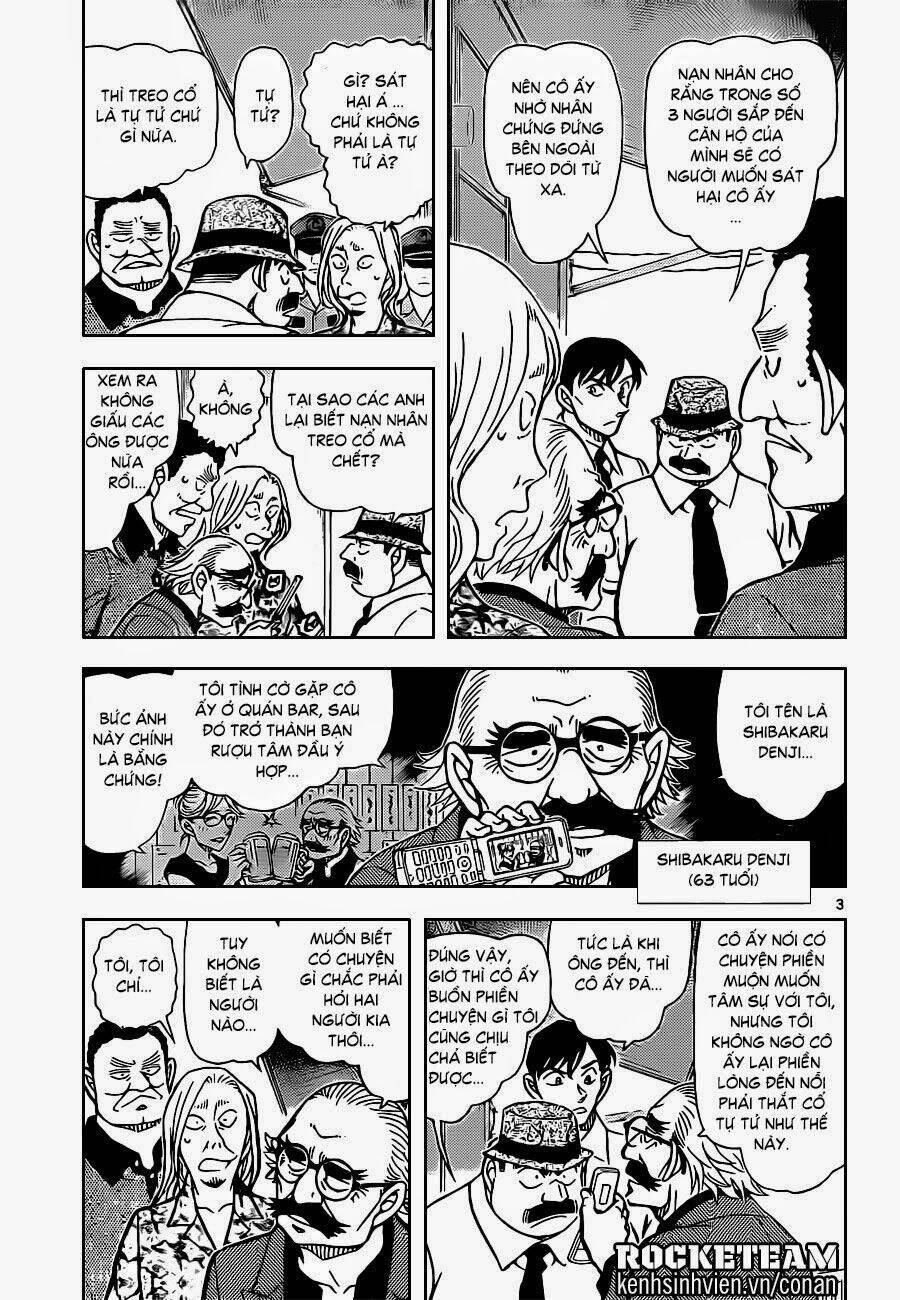 NẠN NHÂN CHO
RẰNG TRONG SỐ
3 NGƯỜI SẮP ĐẾN
CĂN HỘ CỦA
MÌNH SẼ CÓ
NGƯỜI MUỐN SÁT
HẠI CÔ ẤY
...
NÊN CÔ ẤY
NHỜ NHÂN
CHỨNG ĐỨNG
BÊN NGOÀI
THEO DÕI TỪ
XA.
GÌ? SÁT
HẠI Á ...
CHỨ KHÔNG
PHẢI LÀ TỰ
TỬ À?
TỰ
TỬ?
THÌ TREO CỔ
LÀ TỰ TỬ CHỨ
GÌ NỮA.
TẠI SAO CÁC ANH
LẠI BIẾT NẠN NHÂN
TREO CỔ MÀ
CHẾT?
À,
KHÔNG
XEM RA
KHÔNG
GIẤU CÁC
ÔNG ĐƯỢC
NỮA
RỒI...
TÔI TÊN LÀ
SHIBAKARU
DENJI.
TÔI TÌNH CỜ GẶP CÔ
ẤY Ở QUÁN BAR, SAU
ĐÓ TRỞ THÀNH BẠN
RƯỢU TÂM ĐẦU Ý
HỢP...
BỨC ẢNH
NÀY CHÍNH
LÀ BẰNG
CHỨNG!
SHIBAKARU DENJI
(63 TUỔI)
3
CÔ ẤY NÓI CÓ
CHUYỆN PHIỀN
MUỘN MUỐN
TÂM SỰ VỚI TÔI,
NHƯNG TÔI
KHÔNG NGỜ CÔ
ẤY LẠI PHIỀN
LÒNG ĐẾN NỖI
PHẢI THẮT CỔ
TỰ TỬ NHƯ THẾ
NÀY.
TỨC LÀ KHI
ÔNG ĐẾN, THÌ
CÔ ẤY ĐÃ...
ĐÚNG VẬY,
GIỜ THÌ CÔ ẤY
BUỒN PHIỀN
CHUYỆN GÌ TÔI
CŨNG CHỊU
CHẢ BIẾT
ĐƯỢC...
MUỐN BIẾT
CÓ CHUYỆN
GÌ CHẮC PHẢI
HỎI HAI
NGƯỜI KIA
THÔI...
TUY
KHÔNG
BIẾT LÀ
NGƯỜI
NÀO...
TÔI, TÔI
CHỈ...
ROCKETEAM
kenhsinhvien.vn/conan